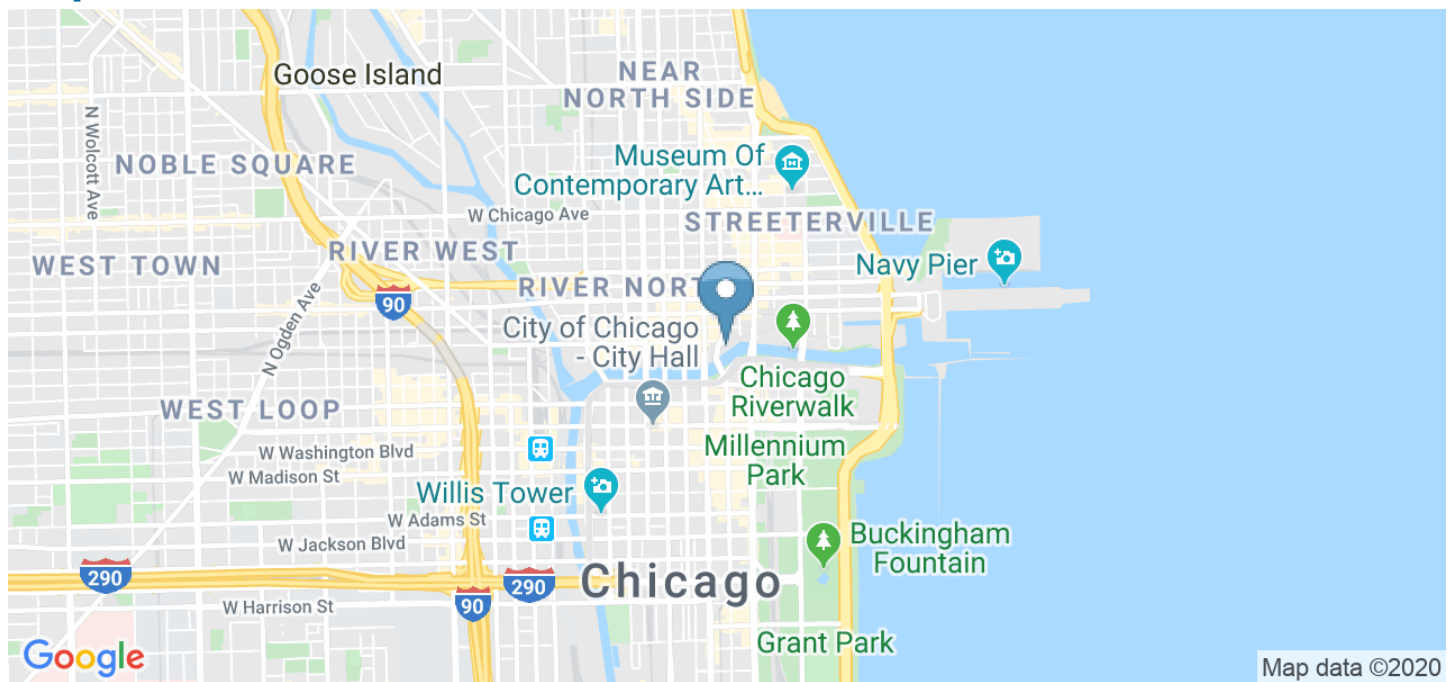 Goose Island
NEAR
NORTH SIDE
N Wolcott Ave
NOBLE SQUARE
Museum Of
Contemporary Art...
W Chicago Ave
STREETERVILLE
RIVER WEST
WEST TOWN
Navy Pier
RIVER NORT
90
N Ogden Ave
City of Chicago
- City Hall
Chicago
Riverwalk
WEST LOOP
W Washington Blvd
Millennium
Park
W Madison St
Willis Tower
W Adams St
W Jackson Blvd
Buckingham
Fountain
290
290
Chicago
90
W Harrison St
Grant Park
Google
Map data ©2020